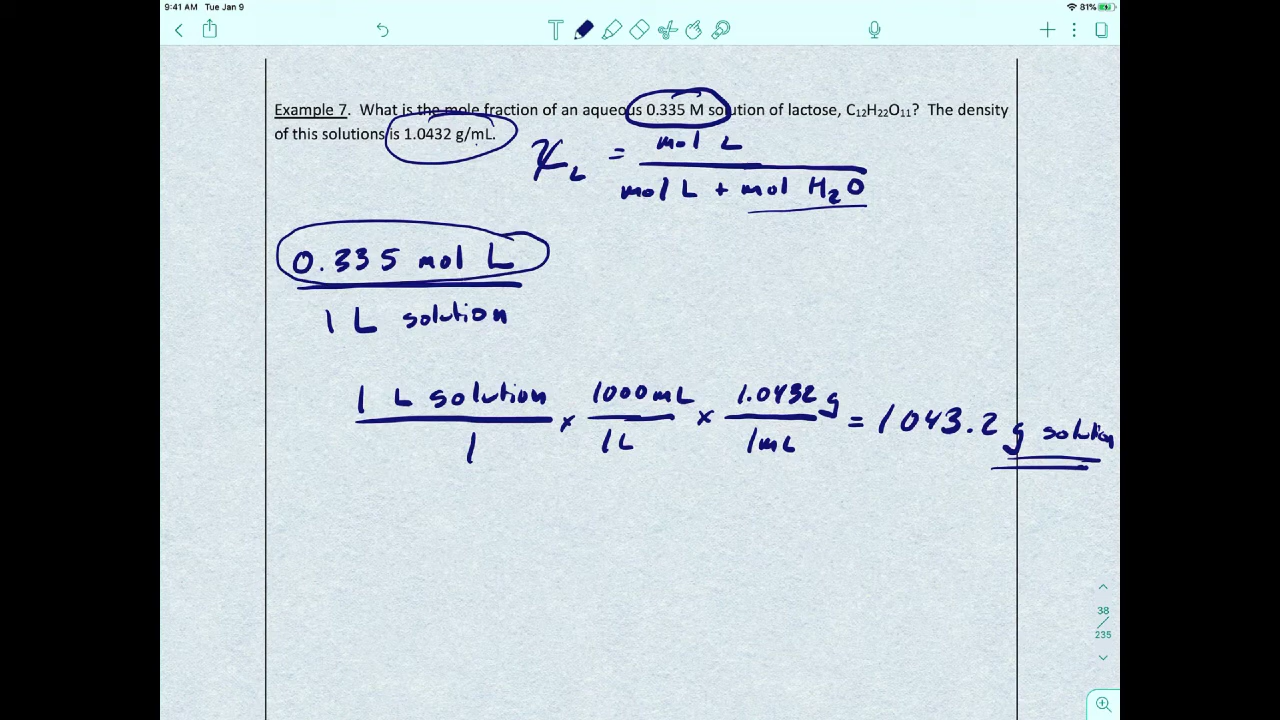 9:41 AM Tue Jan 9
81%
Example 7. What is the mole fraction of an aqueous 0.335 M solution of lactose, C₁₂H₂₂O₁₁? The density
of this solutions is 1.0432 g/mL.
χ_L = mol L / mol L + mol H₂O
0.335 mol L
1 L solution
1 L solution / 1 × 1000 mL / 1 L × 1.0432 g / 1 mL = 1043.2 g solution
38
/
235